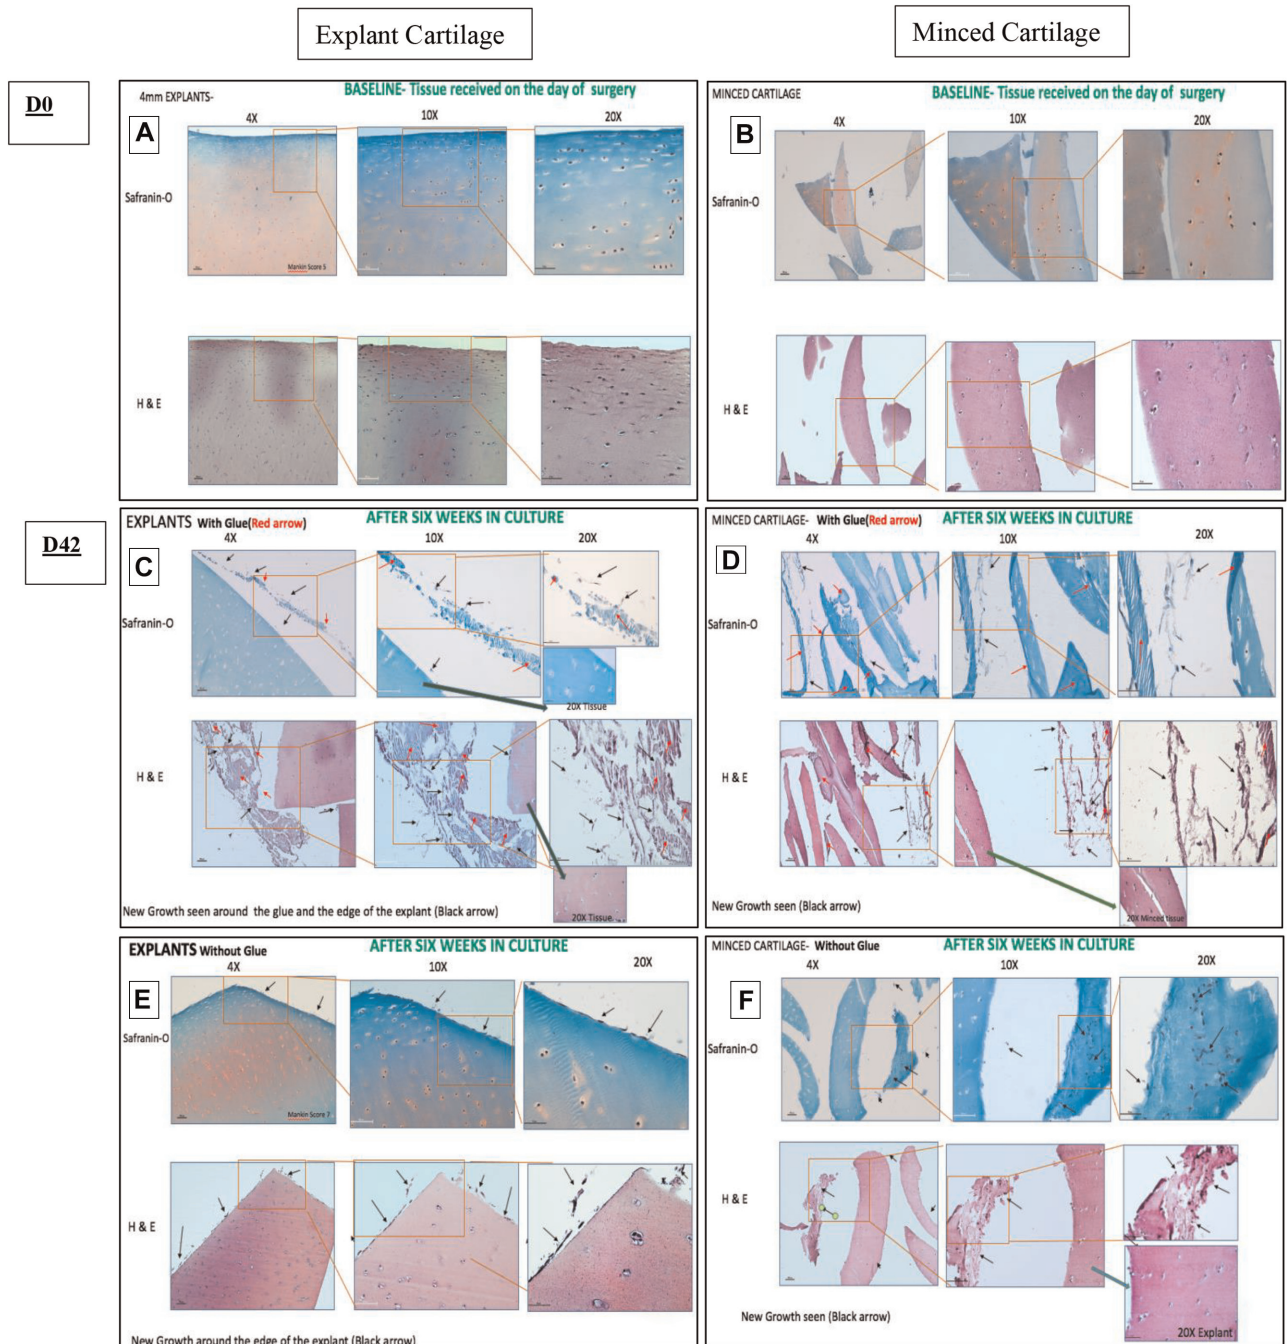 Explant Cartilage
Minced Cartilage
D0
4mm EXPLANTS-
BASELINE- Tissue received on the day of surgery
4X
10X
20X
A
Safranin-O
Mankin Score 5
H & E
MINCED CARTILAGE
BASELINE- Tissue received on the day of surgery
4X
10X
20X
B
Safranin-O
H & E
D42
EXPLANTS With Glue(Red arrow)
AFTER SIX WEEKS IN CULTURE
4X
10X
20X
C
Safranin-O
20X Tissue
H & E
20X Tissue
New Growth seen around the glue and the edge of the explant (Black arrow)
MINCED CARTILAGE- With Glue(Red arrow)
AFTER SIX WEEKS IN CULTURE
4X
10X
20X
D
Safranin-O
H & E
20X Minced tissue
New Growth seen (Black arrow)
EXPLANTS Without Glue
AFTER SIX WEEKS IN CULTURE
4X
10X
20X
E
Safranin-O
Mankin Score 7
H & E
New Growth around the edge of the explant (Black arrow)
MINCED CARTILAGE- Without Glue
AFTER SIX WEEKS IN CULTURE
4X
10X
20X
F
Safranin-O
H & E
20X Explant
New Growth seen (Black arrow)